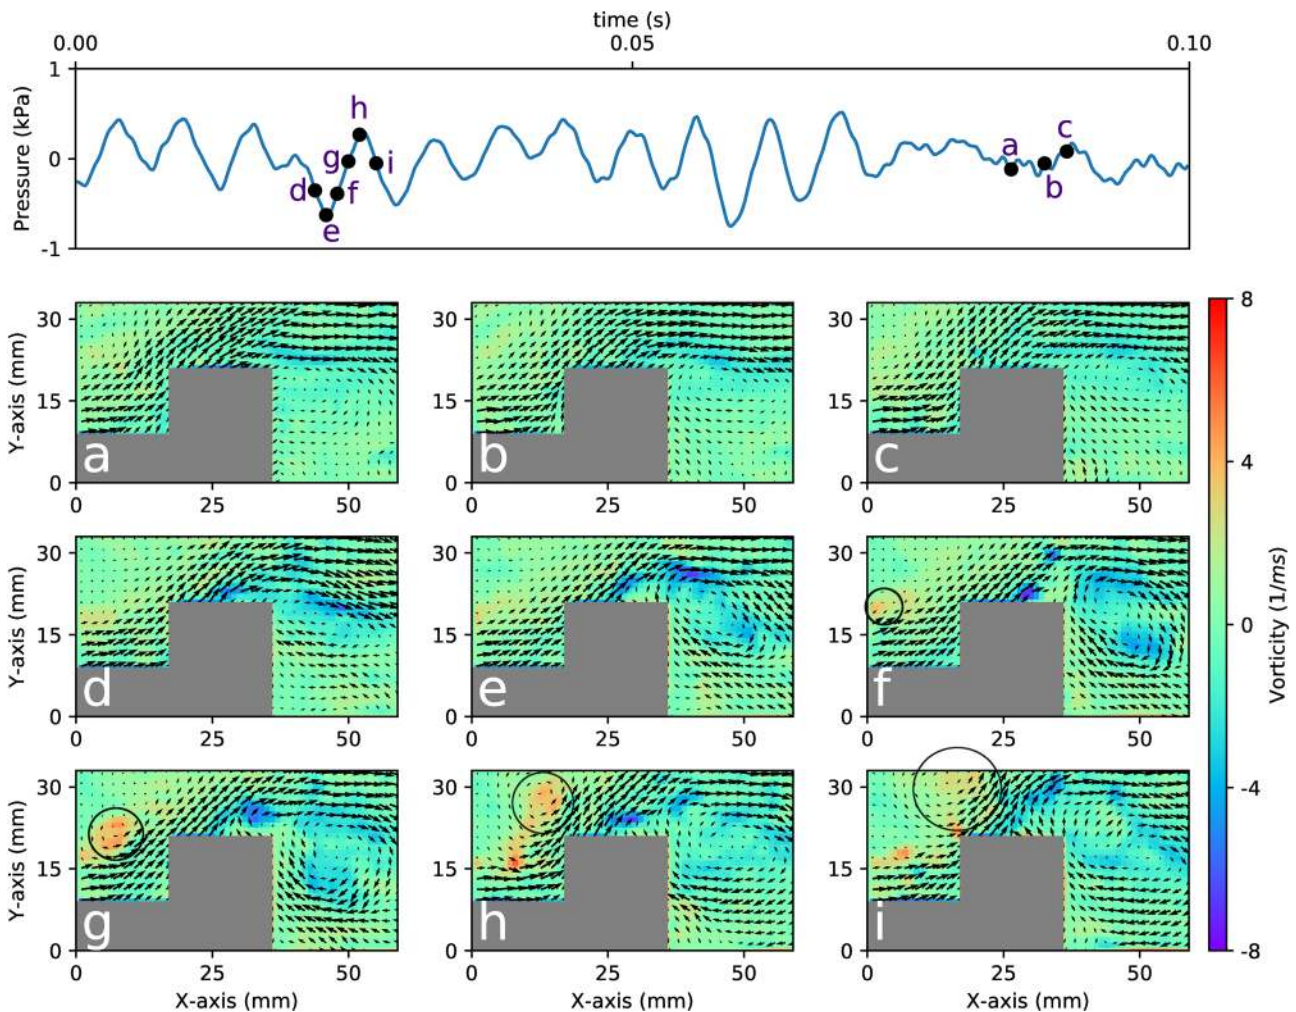 time (s)
0.00 0.05 0.10
1
0
-1
Pressure (kPa)
h
g
i
d
f
e
a
c
b
30
15
0
Y-axis (mm)
a
b
c
0 25 50
0 25 50
0 25 50
30
15
0
Y-axis (mm)
d
e
f
0 25 50
0 25 50
0 25 50
30
15
0
Y-axis (mm)
g
h
i
0 25 50
0 25 50
0 25 50
X-axis (mm)
X-axis (mm)
X-axis (mm)
8
4
0
-4
-8
Vorticity (1/ms)
30
15
0
30
15
0
30
15
0
30
15
0
30
15
0
30
15
0